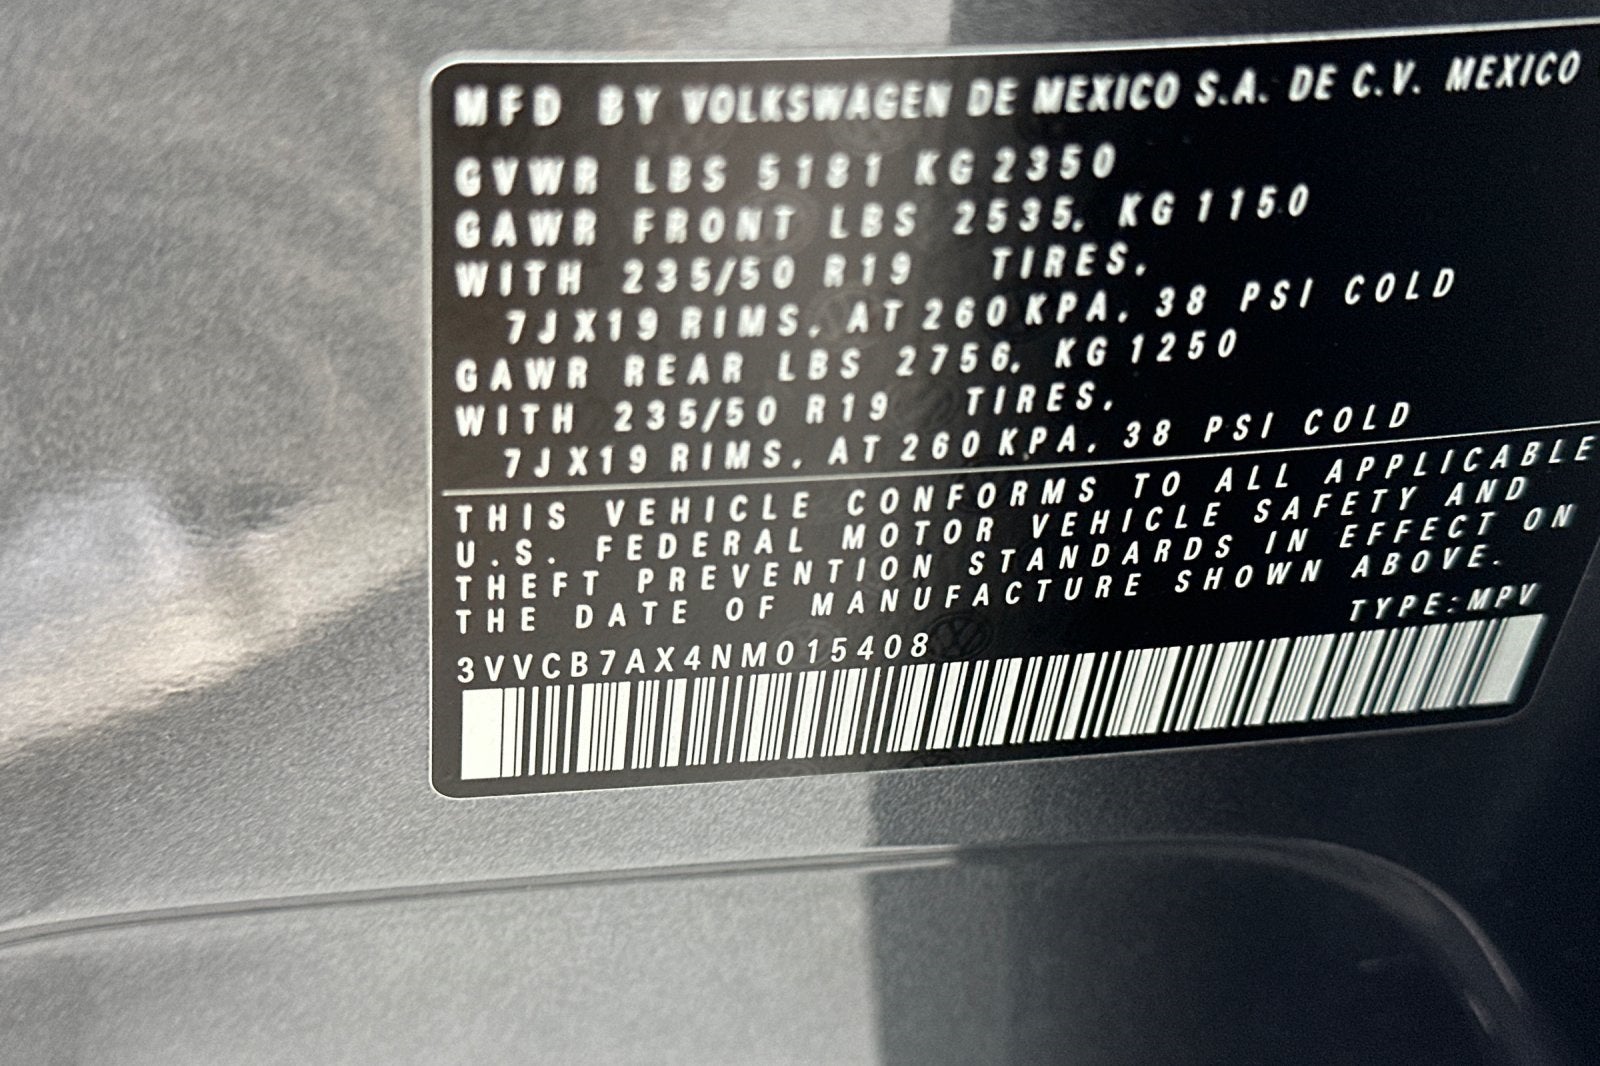 MFD BY VOLKSWAGEN DE MEXICO S.A. DE C.V. MEXICO
GVWR LBS 5181 KG 2350
GAWR FRONT LBS 2535, KG 1150
WITH 235/50 R19 TIRES,
7JX19 RIMS, AT 260 KPA, 38 PSI COLD
GAWR REAR LBS 2756, KG 1250
WITH 235/50 R19 TIRES,
7JX19 RIMS, AT 260 KPA, 38 PSI COLD
THIS VEHICLE CONFORMS TO ALL APPLICABLE
U.S. FEDERAL MOTOR VEHICLE SAFETY AND
THEFT PREVENTION STANDARDS IN EFFECT ON
THE DATE OF MANUFACTURE SHOWN ABOVE.
TYPE:MPV
3VVCB7AX4NM015408